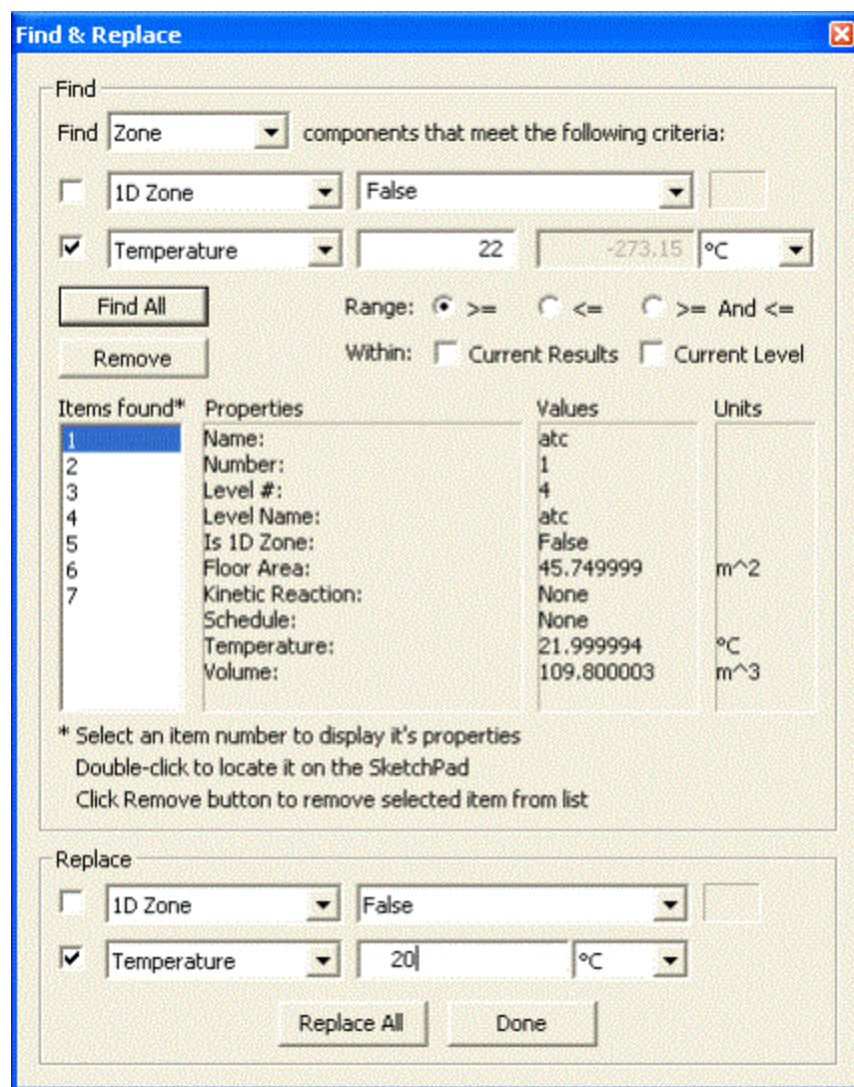 Find & Replace
Find
Find Zone components that meet the following criteria:
1D Zone False
Temperature 22 -273.15 °C
Find All Range: >= <= >= And <=
Remove Within: Current Results Current Level
Items found* Properties Values Units
1 Name: atc
2 Number: 1
3 Level #: 4
4 Level Name: atc
5 Is 1D Zone: False
6 Floor Area: 45.749999 m^2
7 Kinetic Reaction: None
Schedule: None
Temperature: 21.999994 °C
Volume: 109.800003 m^3
* Select an item number to display it's properties
Double-click to locate it on the SketchPad
Click Remove button to remove selected item from list
Replace
1D Zone False
Temperature 20 °C
Replace All Done